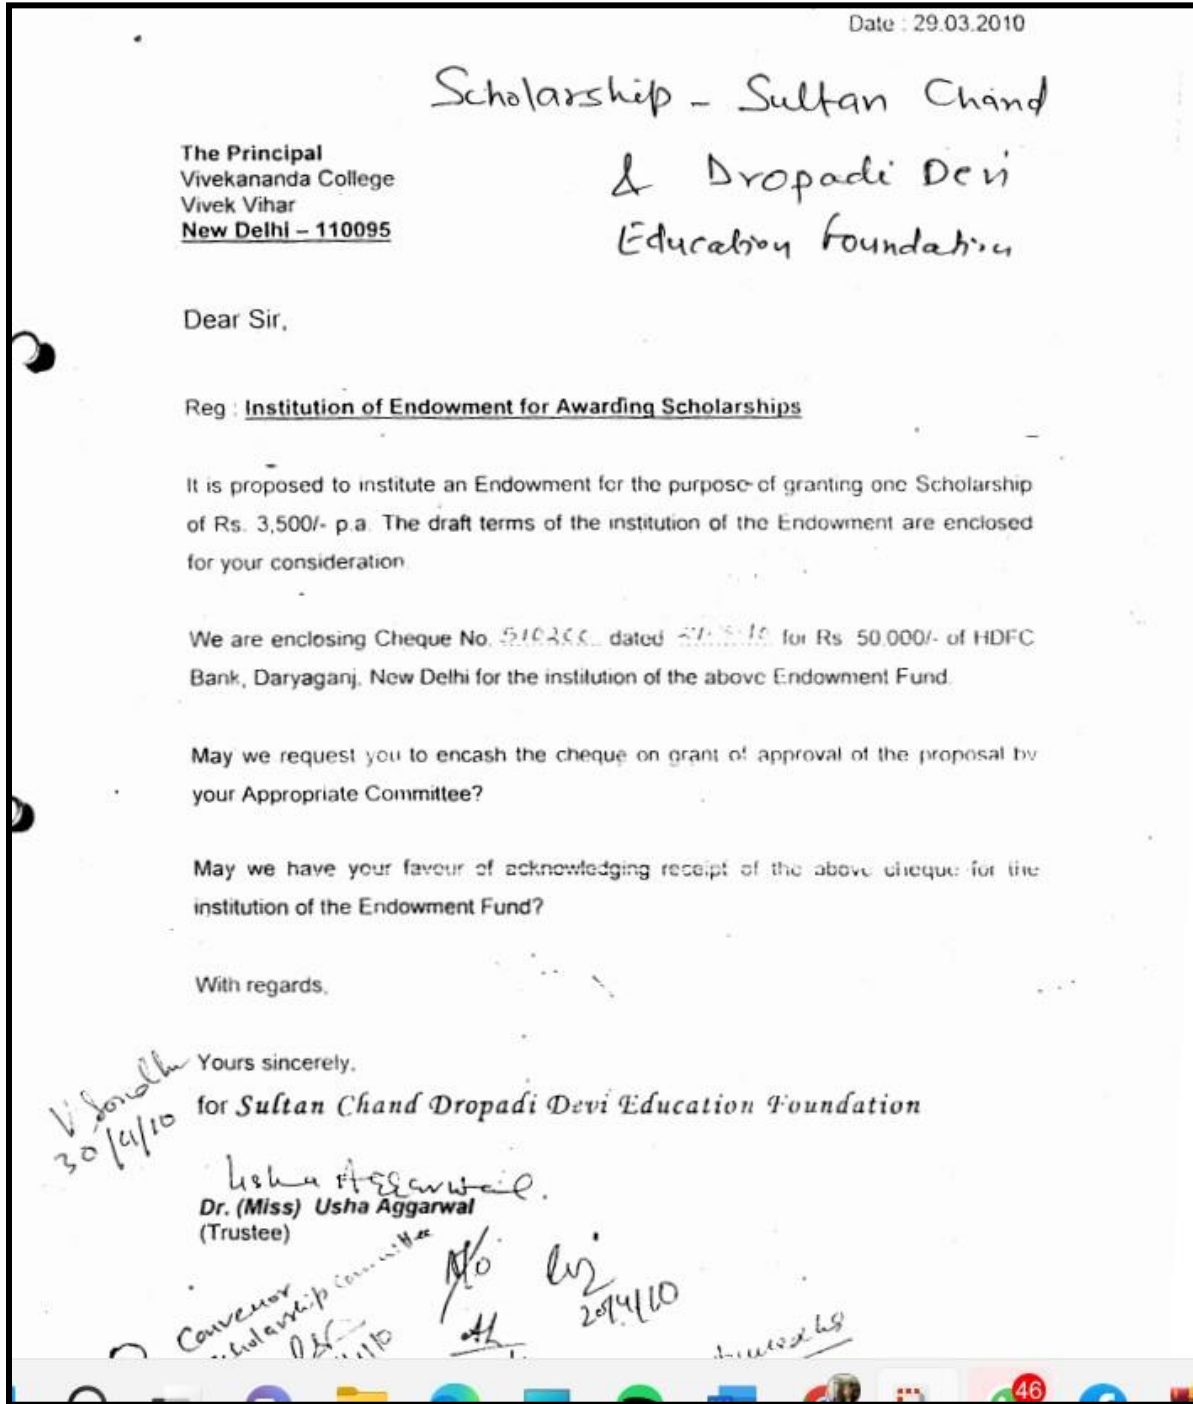 Date : 29.03.2010
Scholarship - Sultan Chand
& Dropadi Devi
Education Foundation
The Principal
Vivekananda College
Vivek Vihar
New Delhi – 110095
Dear Sir,
Reg : Institution of Endowment for Awarding Scholarships
It is proposed to institute an Endowment for the purpose of granting one Scholarship
of Rs. 3,500/- p.a. The draft terms of the institution of the Endowment are enclosed
for your consideration
We are enclosing Cheque No. dated for Rs 50,000/- of HDFC
Bank, Daryaganj, New Delhi for the institution of the above Endowment Fund.
May we request you to encash the cheque on grant of approval of the proposal by
your Appropriate Committee?
May we have your favour of acknowledging receipt of the above cheque for the
institution of the Endowment Fund?
With regards,
Yours sincerely,
for Sultan Chand Dropadi Devi Education Foundation
30/4/10
Usha Aggarwal.
Dr. (Miss) Usha Aggarwal
(Trustee)
Convenor
Scholarship Committee
A/o
20/4/10
46